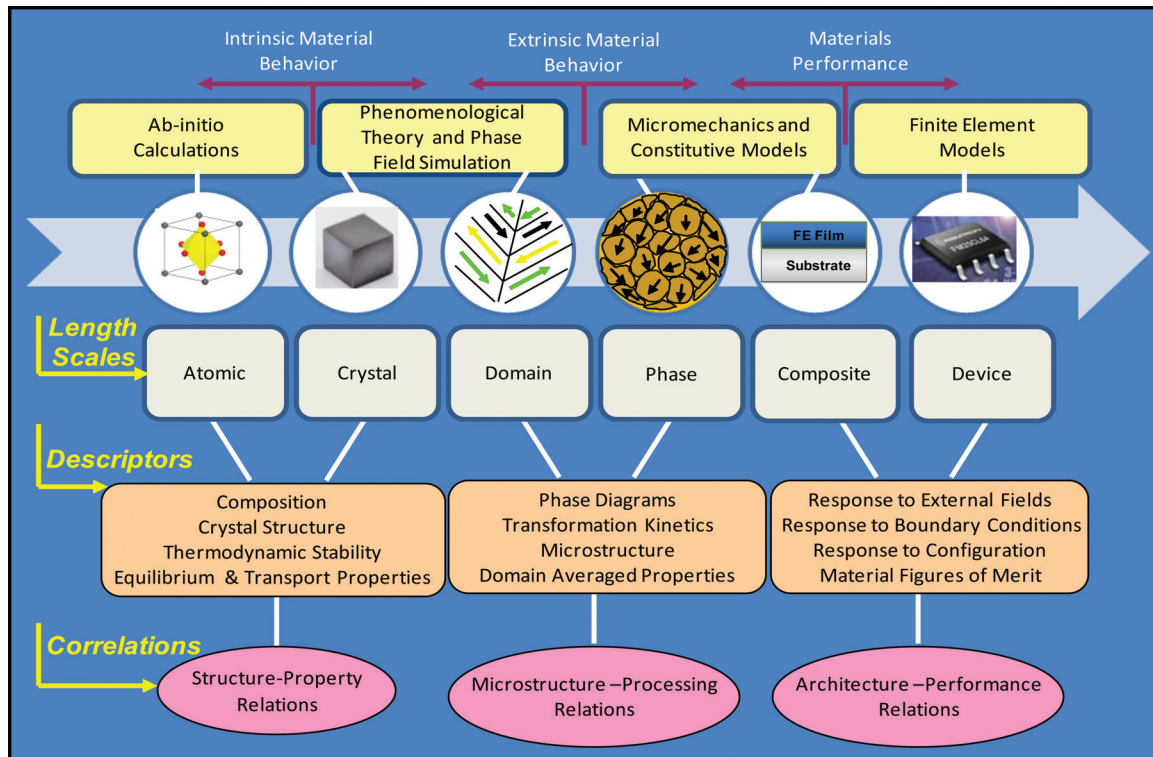 Intrinsic Material
Behavior
Extrinsic Material
Behavior
Materials
Performance
Ab-initio
Calculations
Phenomenological
Theory and Phase
Field Simulation
Micromechanics and
Constitutive Models
Finite Element
Models
FE Film
Substrate
Length
Scales
Atomic
Crystal
Domain
Phase
Composite
Device
Descriptors
Composition
Crystal Structure
Thermodynamic Stability
Equilibrium & Transport Properties
Phase Diagrams
Transformation Kinetics
Microstructure
Domain Averaged Properties
Response to External Fields
Response to Boundary Conditions
Response to Configuration
Material Figures of Merit
Correlations
Structure-Property
Relations
Microstructure –Processing
Relations
Architecture –Performance
Relations